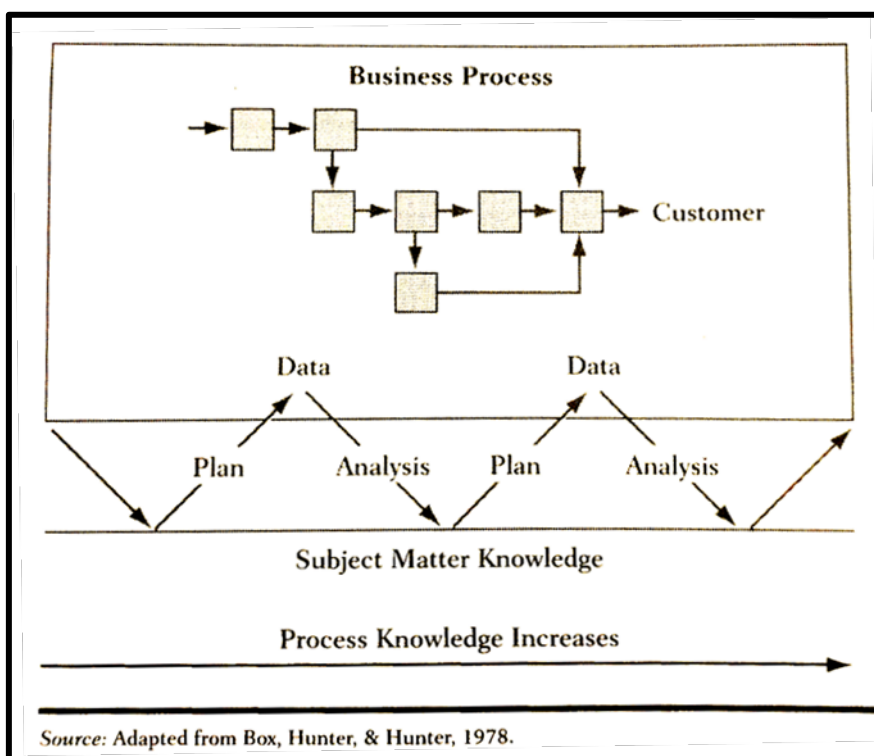 Business Process
Customer
Data
Data
Plan
Analysis
Plan
Analysis
Subject Matter Knowledge
Process Knowledge Increases
Source: Adapted from Box, Hunter, & Hunter, 1978.